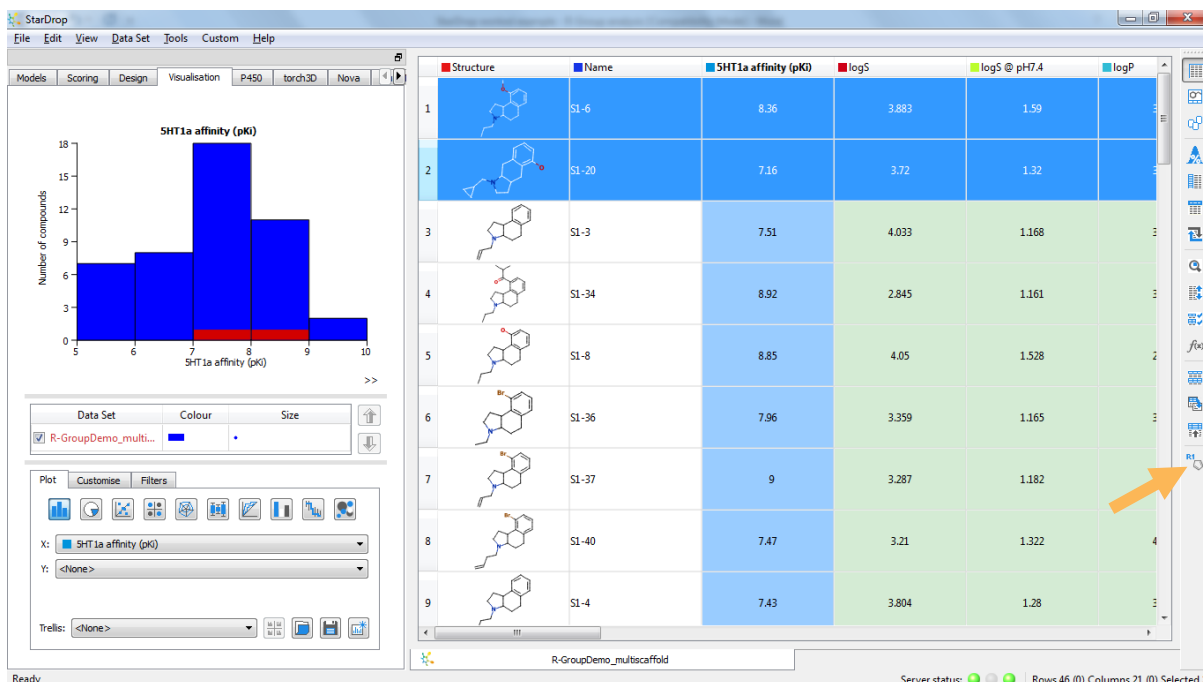 StarDrop
File Edit View Data Set Tools Custom Help
Models Scoring Design Visualisation P450 torch3D Nova
5HT1a affinity (pKi)
Number of compounds
18
15
12
9
6
3
0
5 6 7 8 9 10
5HT1a affinity (pKi)
>>
Data Set Colour Size
R-GroupDemo_multi...
Plot Customise Filters
X: 5HT1a affinity (pKi)
Y: <None>
Trellis: <None>
Structure Name 5HT1a affinity (pKi) logS logS @ pH7.4 logP
1 S1-6 8.36 3.883 1.59
2 S1-20 7.16 3.72 1.32
3 S1-3 7.51 4.033 1.168
4 S1-34 8.92 2.845 1.161
5 S1-8 8.85 4.05 1.528
6 Br S1-36 7.96 3.359 1.165
7 Br S1-37 9 3.287 1.182
8 Br S1-40 7.47 3.21 1.322
9 S1-4 7.43 3.804 1.28
f(x)
R1
R-GroupDemo_multiscaffold
Ready
Server status: Rows 46 (0) Columns 21 (0) Selected